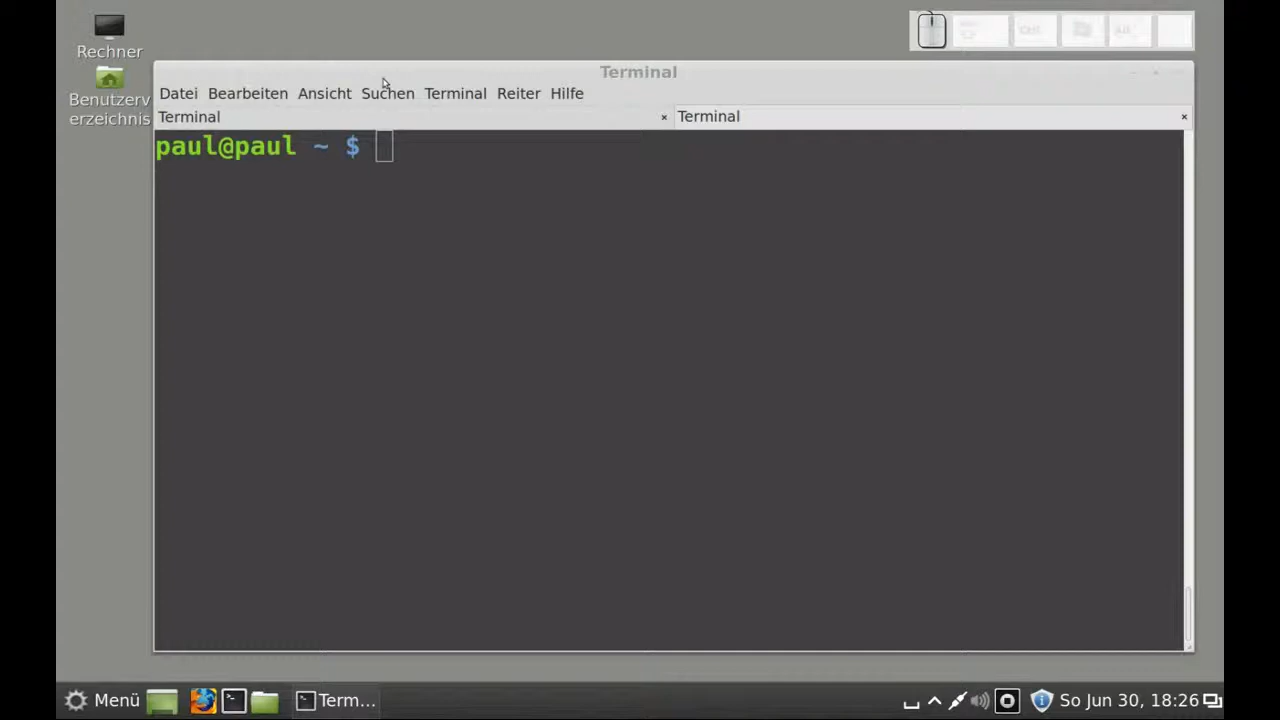 Rechner
Benutzerv
erzeichnis
Terminal
Datei Bearbeiten Ansicht Suchen Terminal Reiter Hilfe
Terminal × Terminal ×
paul@paul ~ $
Menü
Term...
So Jun 30, 18:26